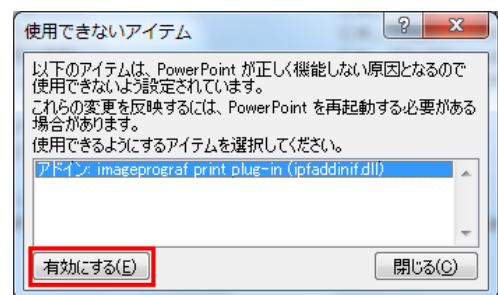 使用できないアイテム
以下のアイテムは、PowerPoint が正しく機能しない原因となるので
使用できないよう設定されています。
これらの変更を反映するには、PowerPoint を再起動する必要がある
場合があります。
使用できるようにするアイテムを選択してください。
アドイン: imageprograf print plug-in (ipfaddinif.dll)
有効にする(E)
閉じる(C)